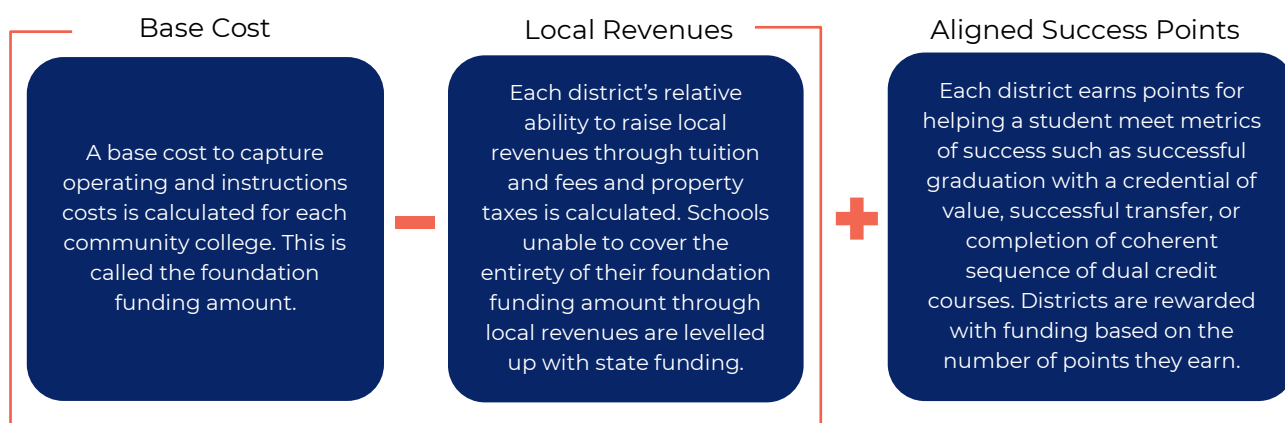 Base Cost
A base cost to capture
operating and instructions
costs is calculated for each
community college. This is
called the foundation
funding amount.
Local Revenues
Each district's relative
ability to raise local
revenues through tuition
and fees and property
taxes is calculated. Schools
unable to cover the
entirety of their foundation
funding amount through
local revenues are levelled
up with state funding.
Aligned Success Points
Each district earns points for
helping a student meet metrics
of success such as successful
graduation with a credential of
value, successful transfer, or
completion of coherent
sequence of dual credit
courses. Districts are rewarded
with funding based on the
number of points they earn.